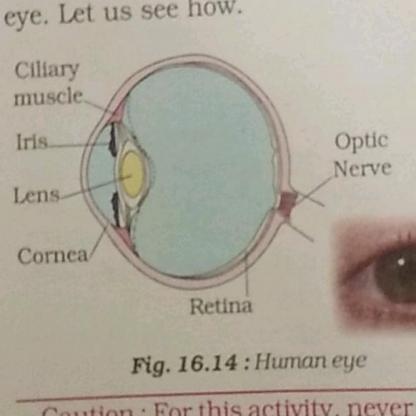 eye. Let us see how.
Ciliary
muscle
Iris
Lens
Cornea
Optic
Nerve
Retina
Fig. 16.14 : Human eye
Caution : For this activity, never